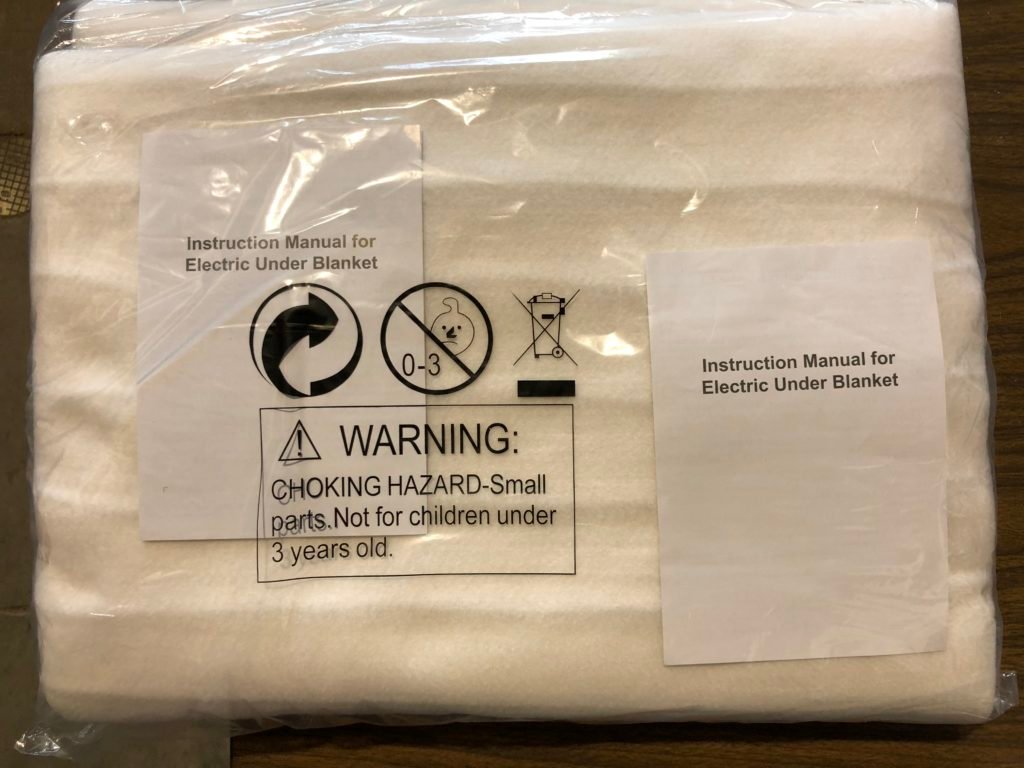 Instruction Manual for
Electric Under Blanket
0-3
WARNING:
CHOKING HAZARD-Small
parts.Not for children under
3 years old.
Instruction Manual for
Electric Under Blanket